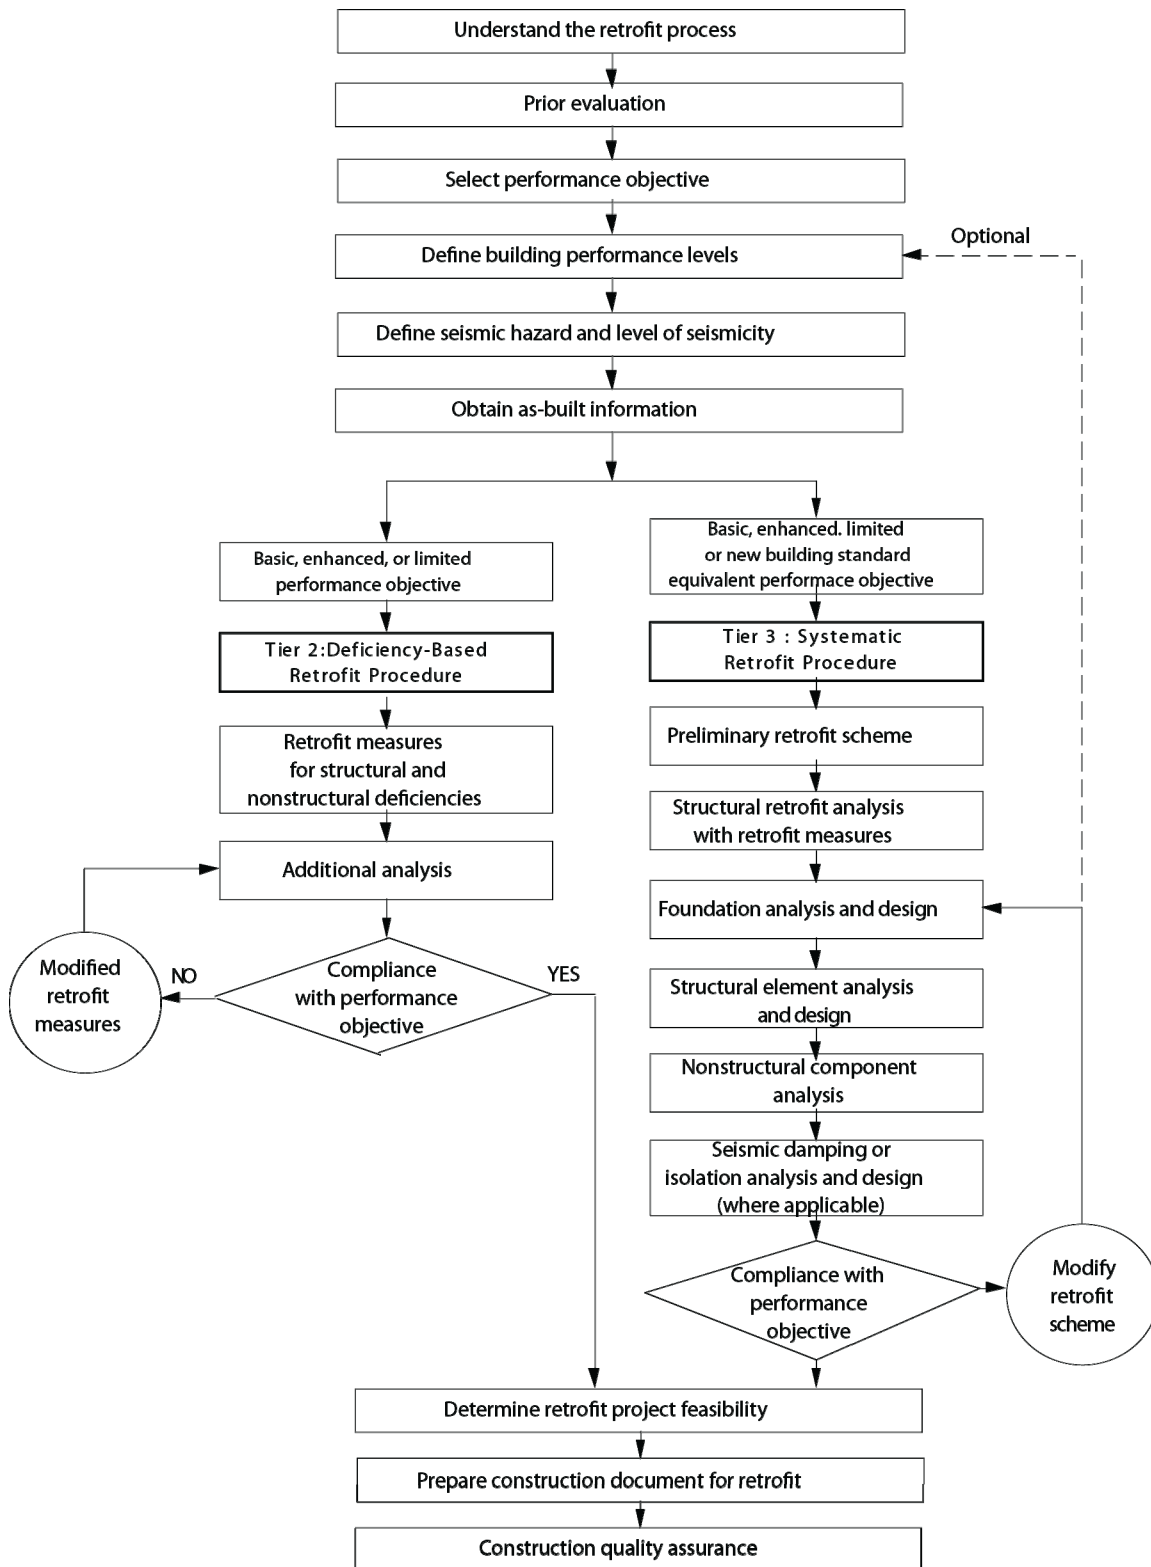 Understand the retrofit process
Prior evaluation
Select performance objective
Optional
Define building performance levels
Define seismic hazard and level of seismicity
Obtain as-built information
Basic, enhanced, or limited
performance objective
Tier 2:Deficiency-Based
Retrofit Procedure
Retrofit measures
for structural and
nonstructural deficiencies
Additional analysis
Modified
retrofit
measures
NO
Compliance
with performance
objective
YES
Basic, enhanced. limited
or new building standard
equivalent performace objective
Tier 3 : Systematic
Retrofit Procedure
Preliminary retrofit scheme
Structural retrofit analysis
with retrofit measures
Foundation analysis and design
Structural element analysis
and design
Nonstructural component
analysis
Seismic damping or
isolation analysis and design
(where applicable)
Compliance with
performance
objective
Modify
retrofit
scheme
Determine retrofit project feasibility
Prepare construction document for retrofit
Construction quality assurance